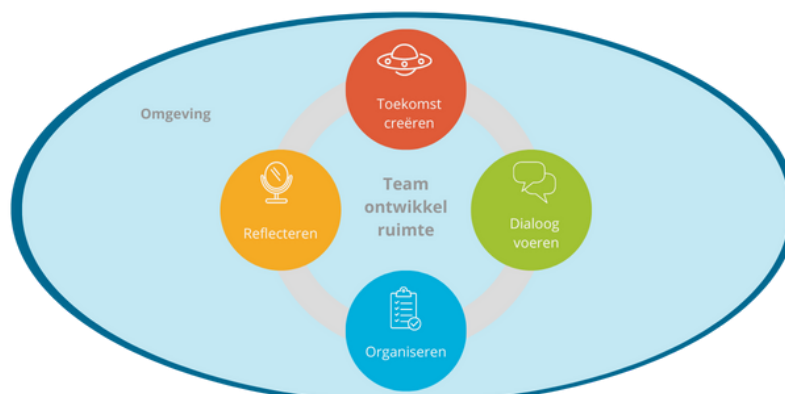 Toekomst
creëren
Omgeving
Team
ontwikkel
ruimte
Reflecteren
Dialoog
voeren
Organiseren